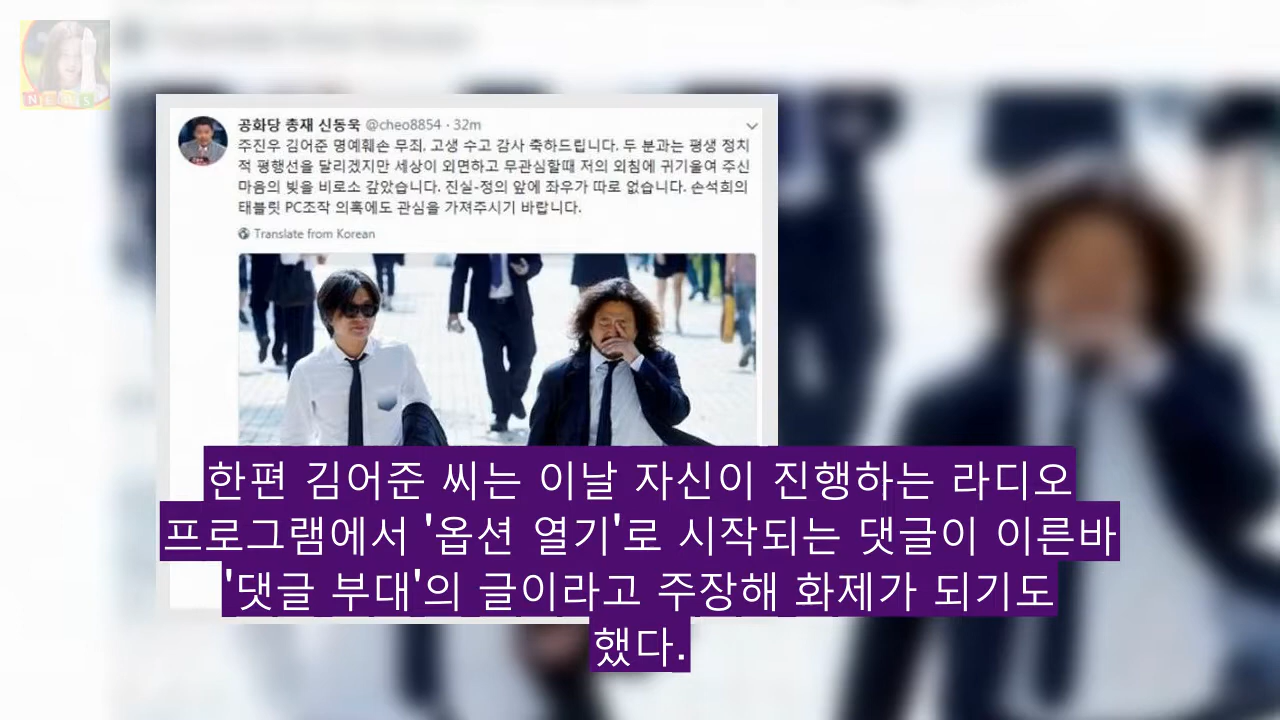 NEWS
공화당 총재 신동욱 @cheo8854 · 32m
주진우 김어준 명예훼손 무죄, 고생 수고 감사 축하드립니다. 두 분과는 평생 정치
적 평행선을 달리겠지만 세상이 외면하고 무관심할때 저의 외침에 귀기울여 주신
마음의 빚을 비로소 갚았습니다. 진실-정의 앞에 좌우가 따로 없습니다. 손석희의
태블릿 PC조작 의혹에도 관심을 가져주시기 바랍니다.
Translate from Korean
한편 김어준 씨는 이날 자신이 진행하는 라디오
프로그램에서 '옵션 열기'로 시작되는 댓글이 이른바
'댓글 부대'의 글이라고 주장해 화제가 되기도
했다.